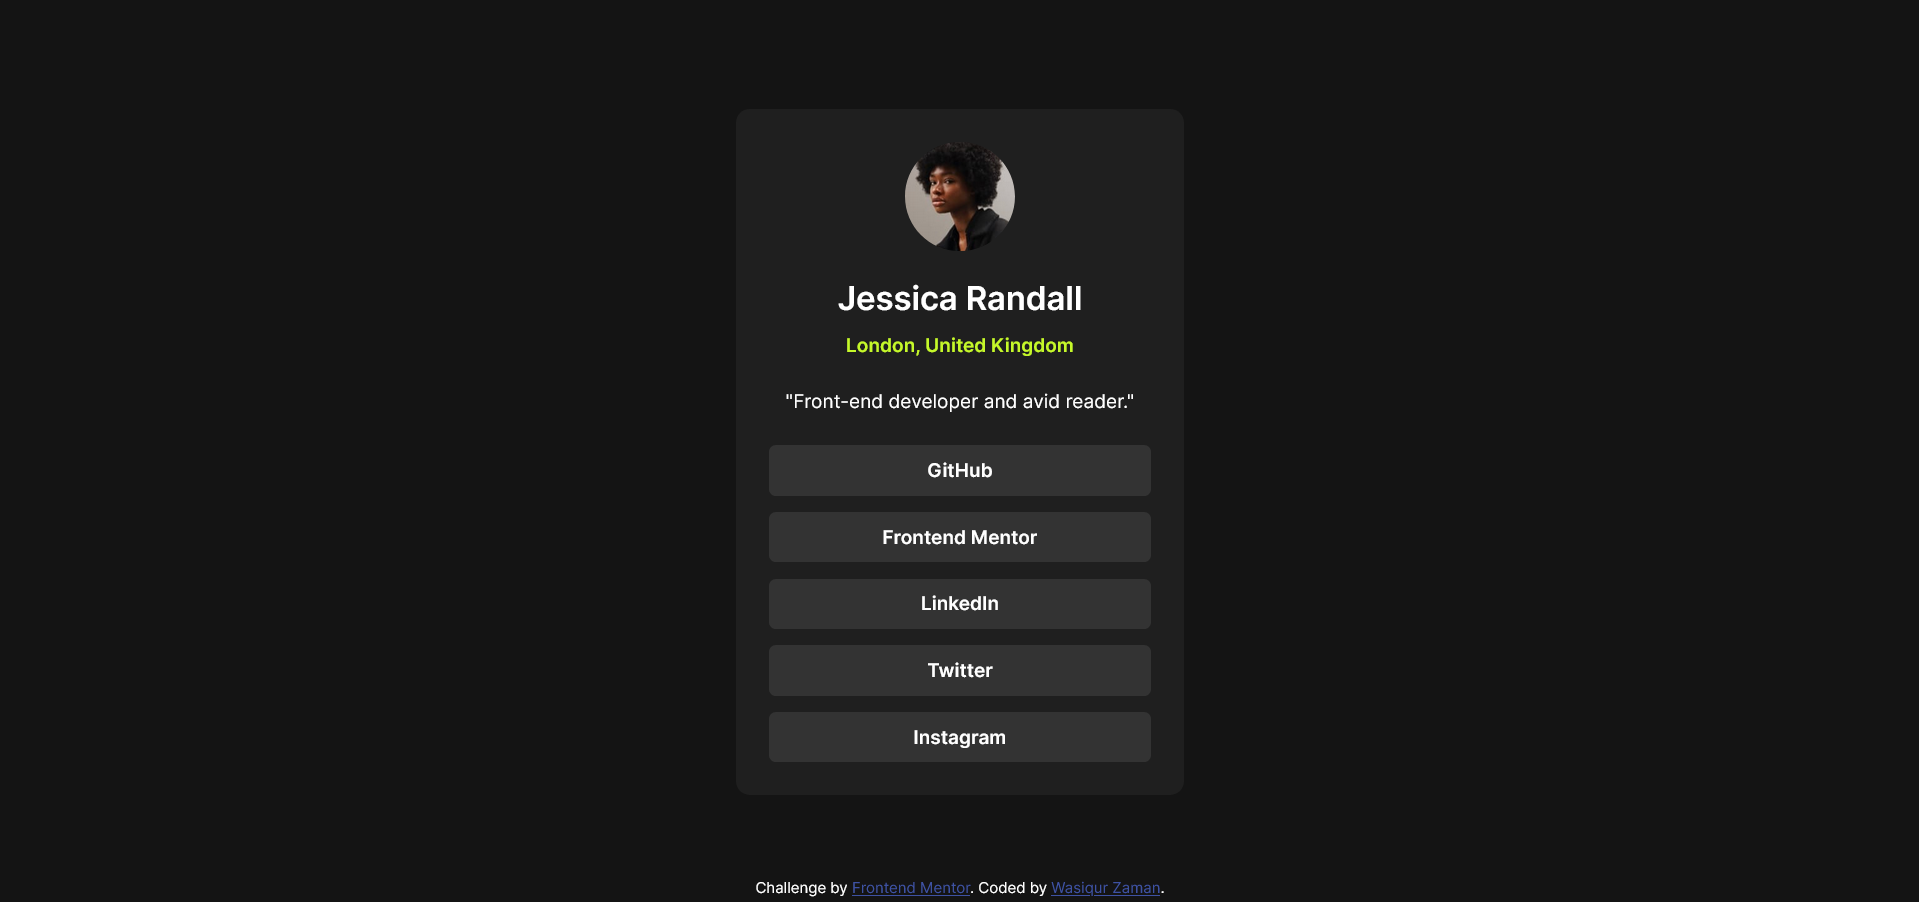 Jessica Randall
London, United Kingdom
"Front-end developer and avid reader."
GitHub
Frontend Mentor
LinkedIn
Twitter
Instagram
Challenge by Frontend Mentor. Coded by Wasiqur Zaman.